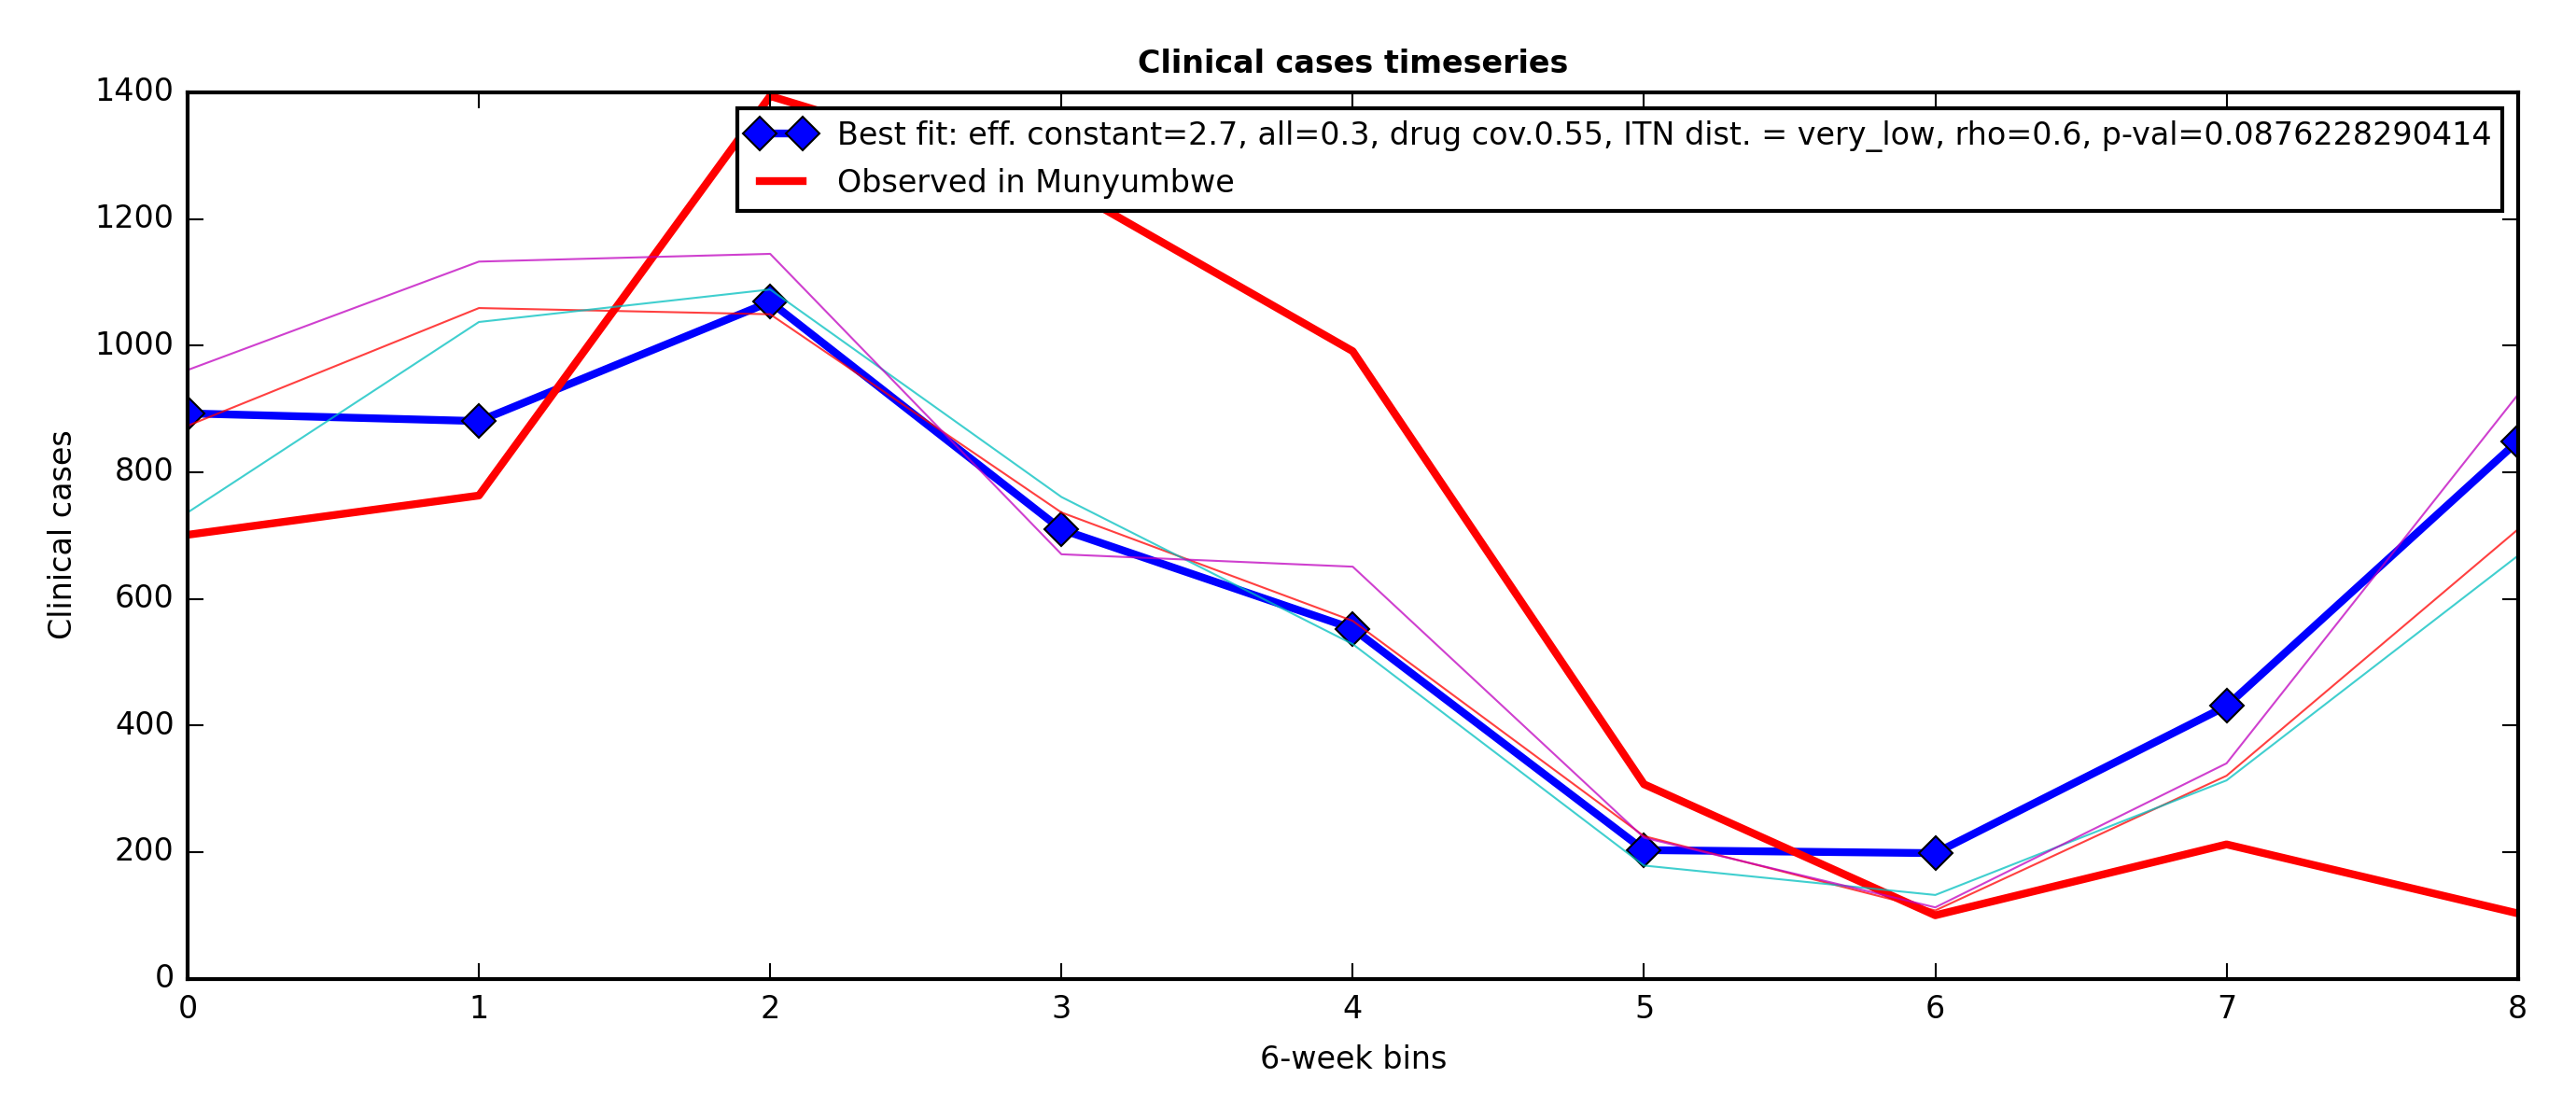 Clinical cases timeseries
1400
1200
1000
800
600
400
200
0
Clinical cases
Best fit: eff. constant=2.7, all=0.3, drug cov.0.55, ITN dist. = very_low, rho=0.6, p-val=0.0876228290414
Observed in Munyumbwe
0 1 2 3 4 5 6 7 8
6-week bins